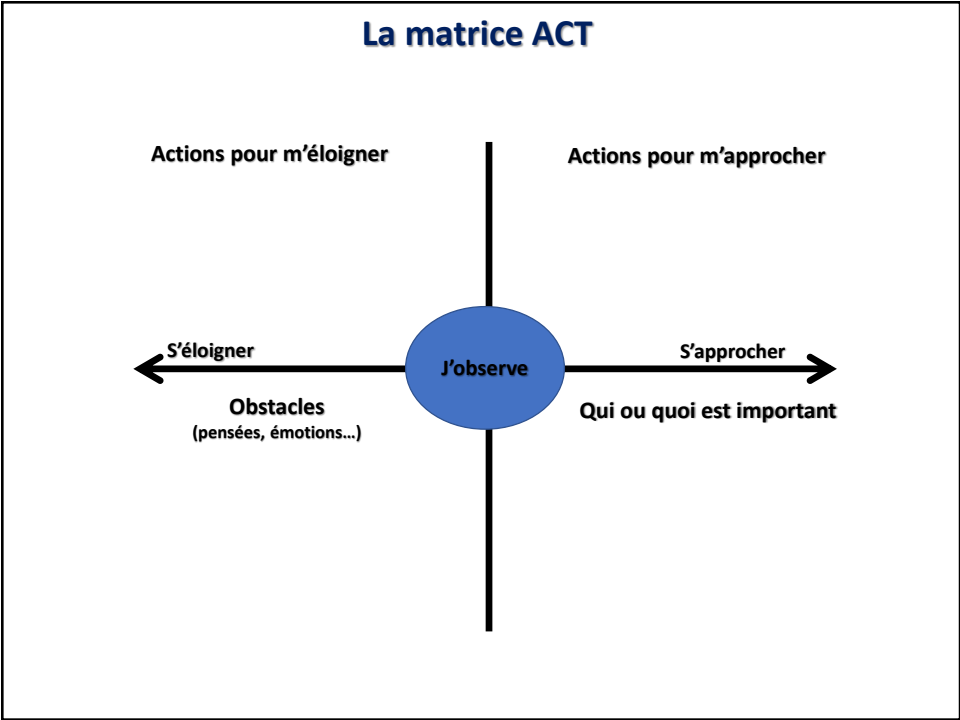 La matrice ACT
Actions pour m’éloigner
Actions pour m’approcher
S’éloigner
S’approcher
J’observe
Obstacles
(pensées, émotions…)
Qui ou quoi est important